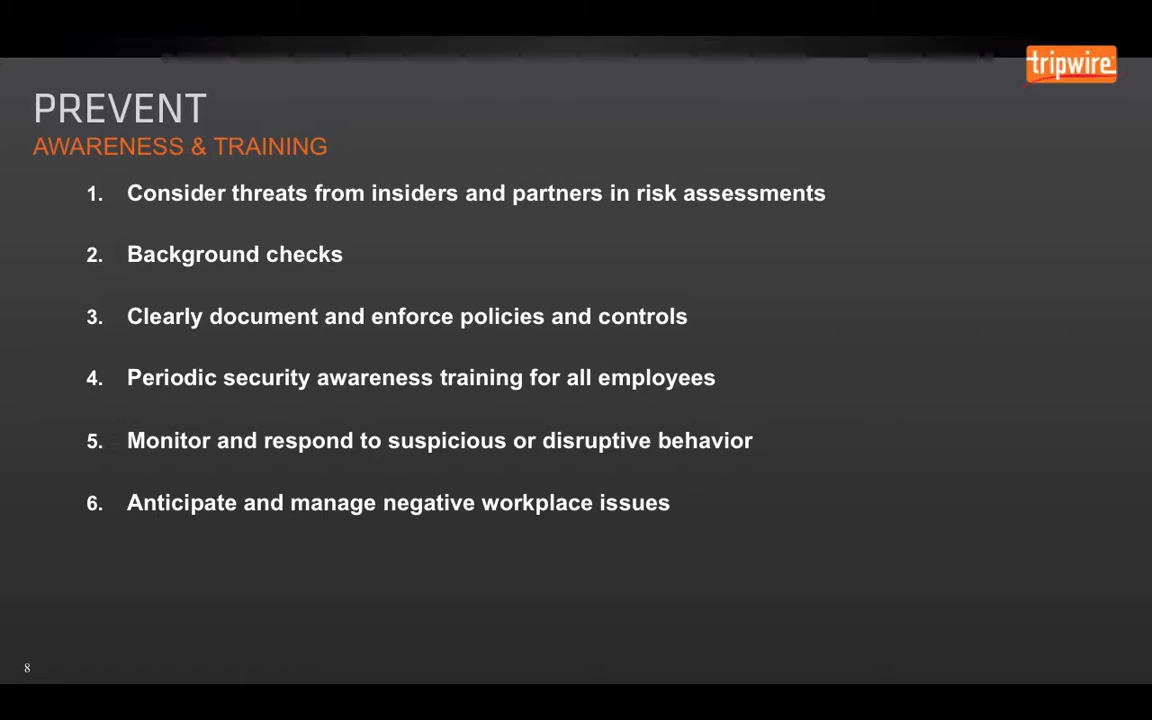 tripwire
PREVENT
AWARENESS & TRAINING
1. Consider threats from insiders and partners in risk assessments
2. Background checks
3. Clearly document and enforce policies and controls
4. Periodic security awareness training for all employees
5. Monitor and respond to suspicious or disruptive behavior
6. Anticipate and manage negative workplace issues
8